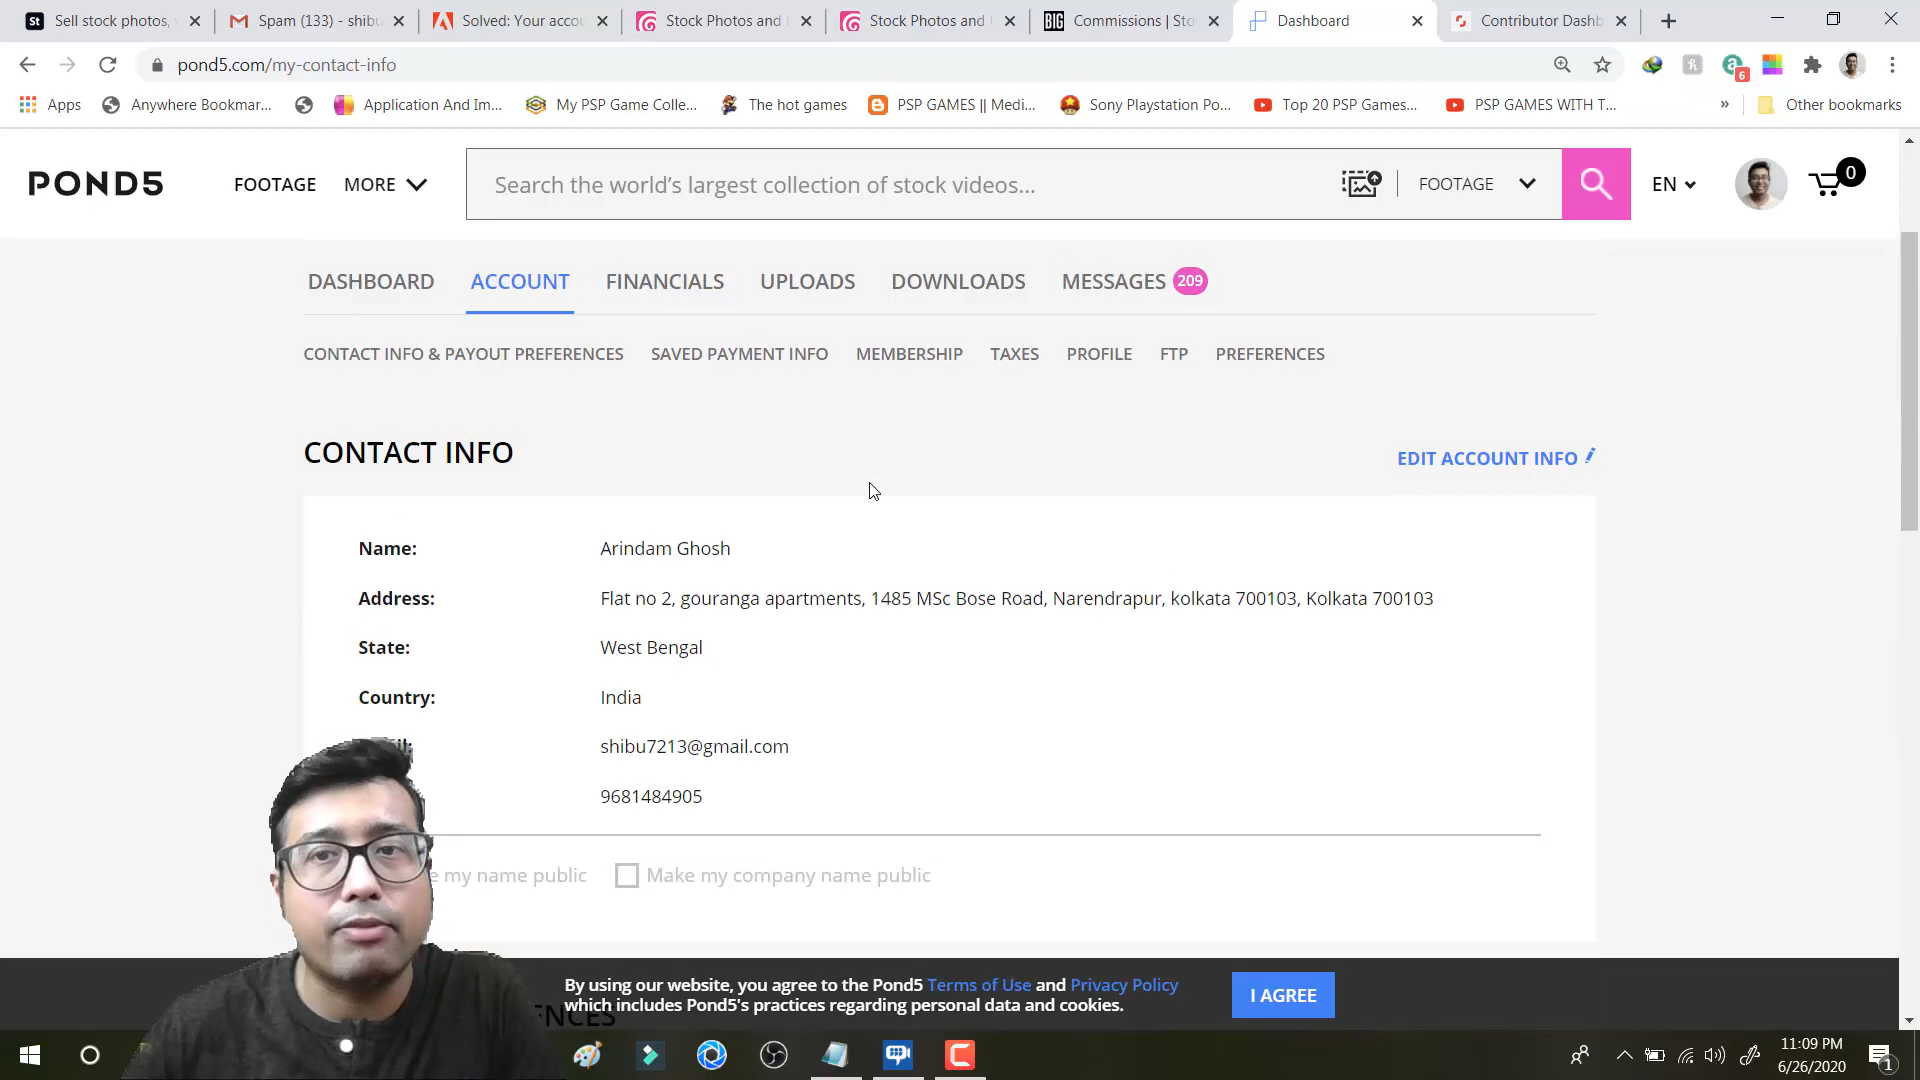 St Sell stock photos, Spam (133) - shibu Solved: Your accou Stock Photos and Stock Photos and BIG Commissions | Sto Dashboard Contributor Dashb
pond5.com/my-contact-info 6
Apps Anywhere Bookmar... Application And Im... My PSP Game Colle... The hot games PSP GAMES || Medi... Sony Playstation Po... Top 20 PSP Games... PSP GAMES WITH T... » Other bookmarks
POND5 FOOTAGE MORE Search the world's largest collection of stock videos... FOOTAGE EN 0
DASHBOARD ACCOUNT FINANCIALS UPLOADS DOWNLOADS MESSAGES 209
CONTACT INFO & PAYOUT PREFERENCES SAVED PAYMENT INFO MEMBERSHIP TAXES PROFILE FTP PREFERENCES
CONTACT INFO EDIT ACCOUNT INFO
Name: Arindam Ghosh
Address: Flat no 2, gouranga apartments, 1485 MSc Bose Road, Narendrapur, kolkata 700103, Kolkata 700103
State: West Bengal
Country: India
shibu7213@gmail.com
9681484905
my name public Make my company name public
By using our website, you agree to the Pond5 Terms of Use and Privacy Policy
which includes Pond5's practices regarding personal data and cookies.
I AGREE
11:09 PM
6/26/2020
1